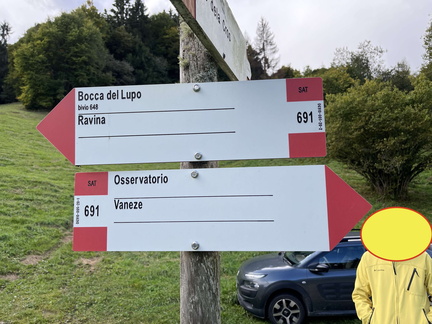 Bocca del Lupo
bivio 648
Ravina
SAT
691
SAT
691
Osservatorio
Vaneze